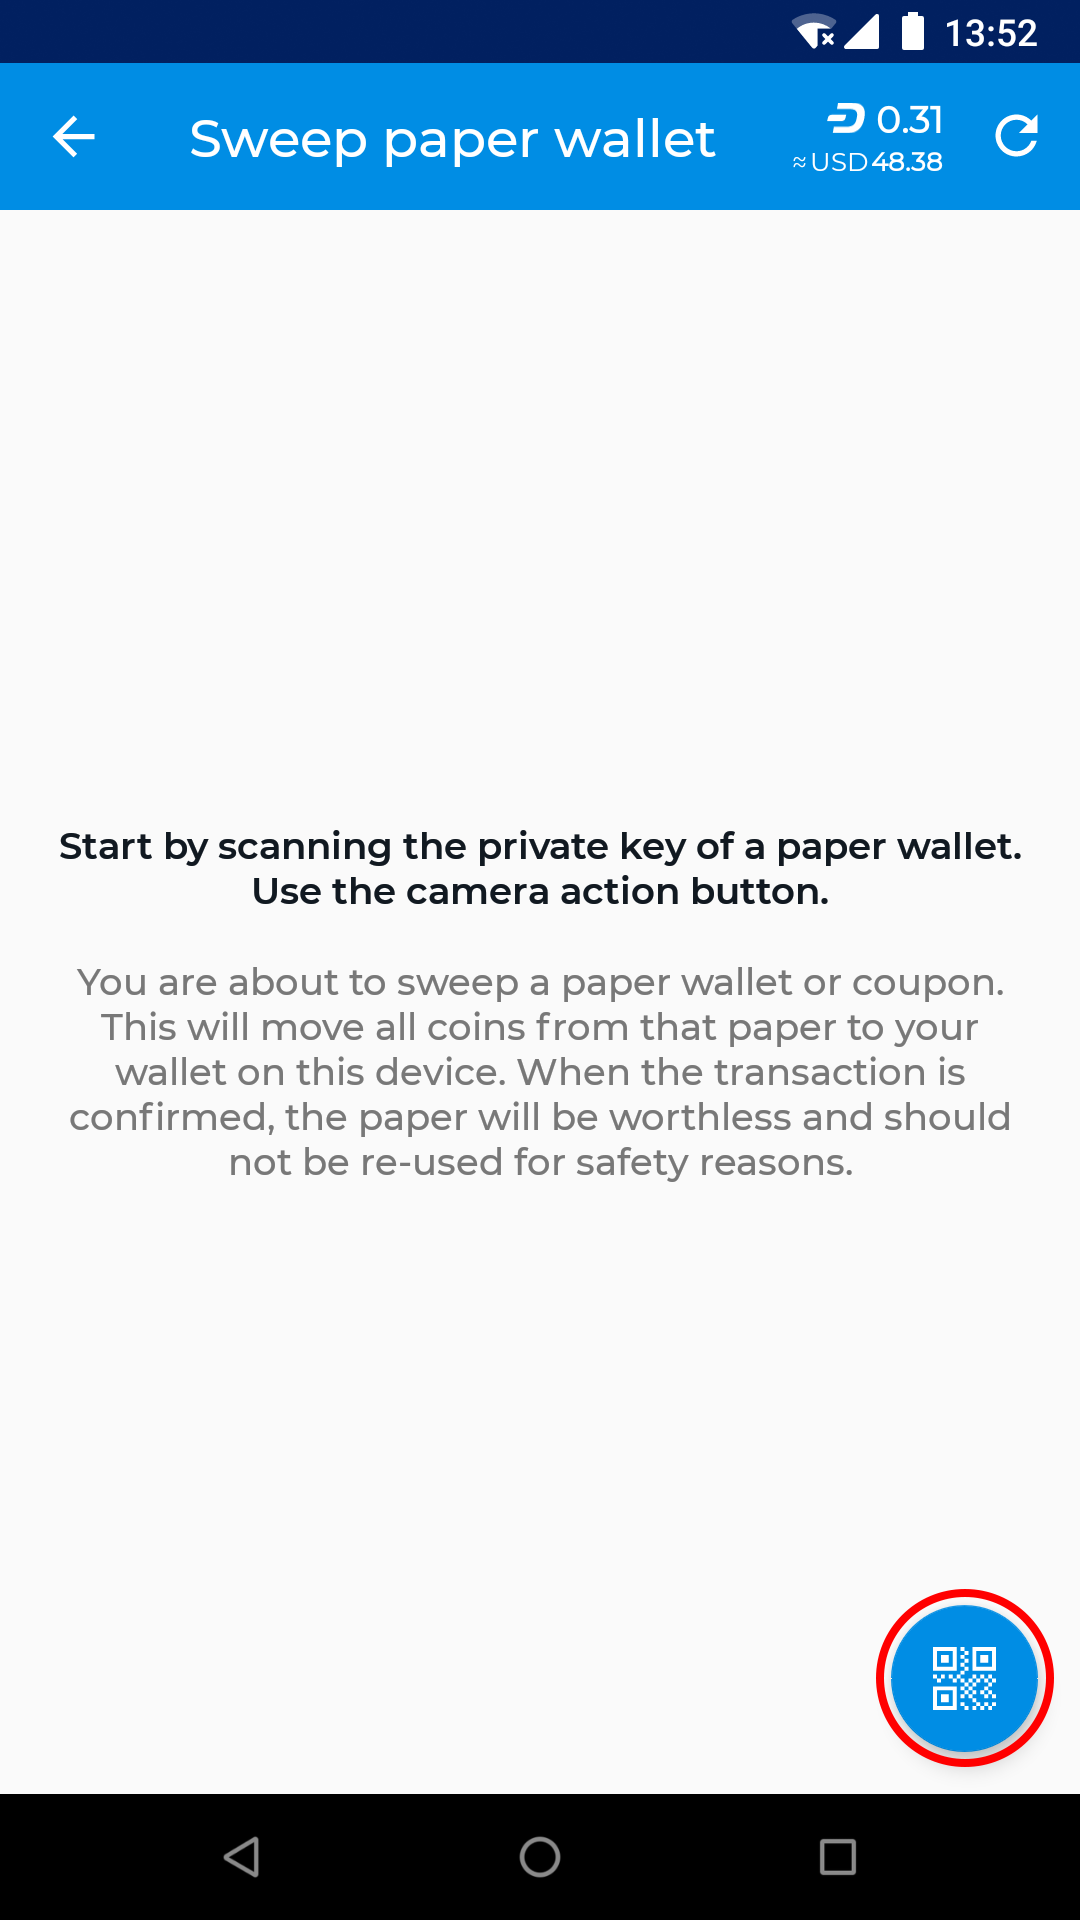 13:52
Sweep paper wallet
0.31
≈ USD 48.38
Start by scanning the private key of a paper wallet.
Use the camera action button.
You are about to sweep a paper wallet or coupon.
This will move all coins from that paper to your
wallet on this device. When the transaction is
confirmed, the paper will be worthless and should
not be re-used for safety reasons.